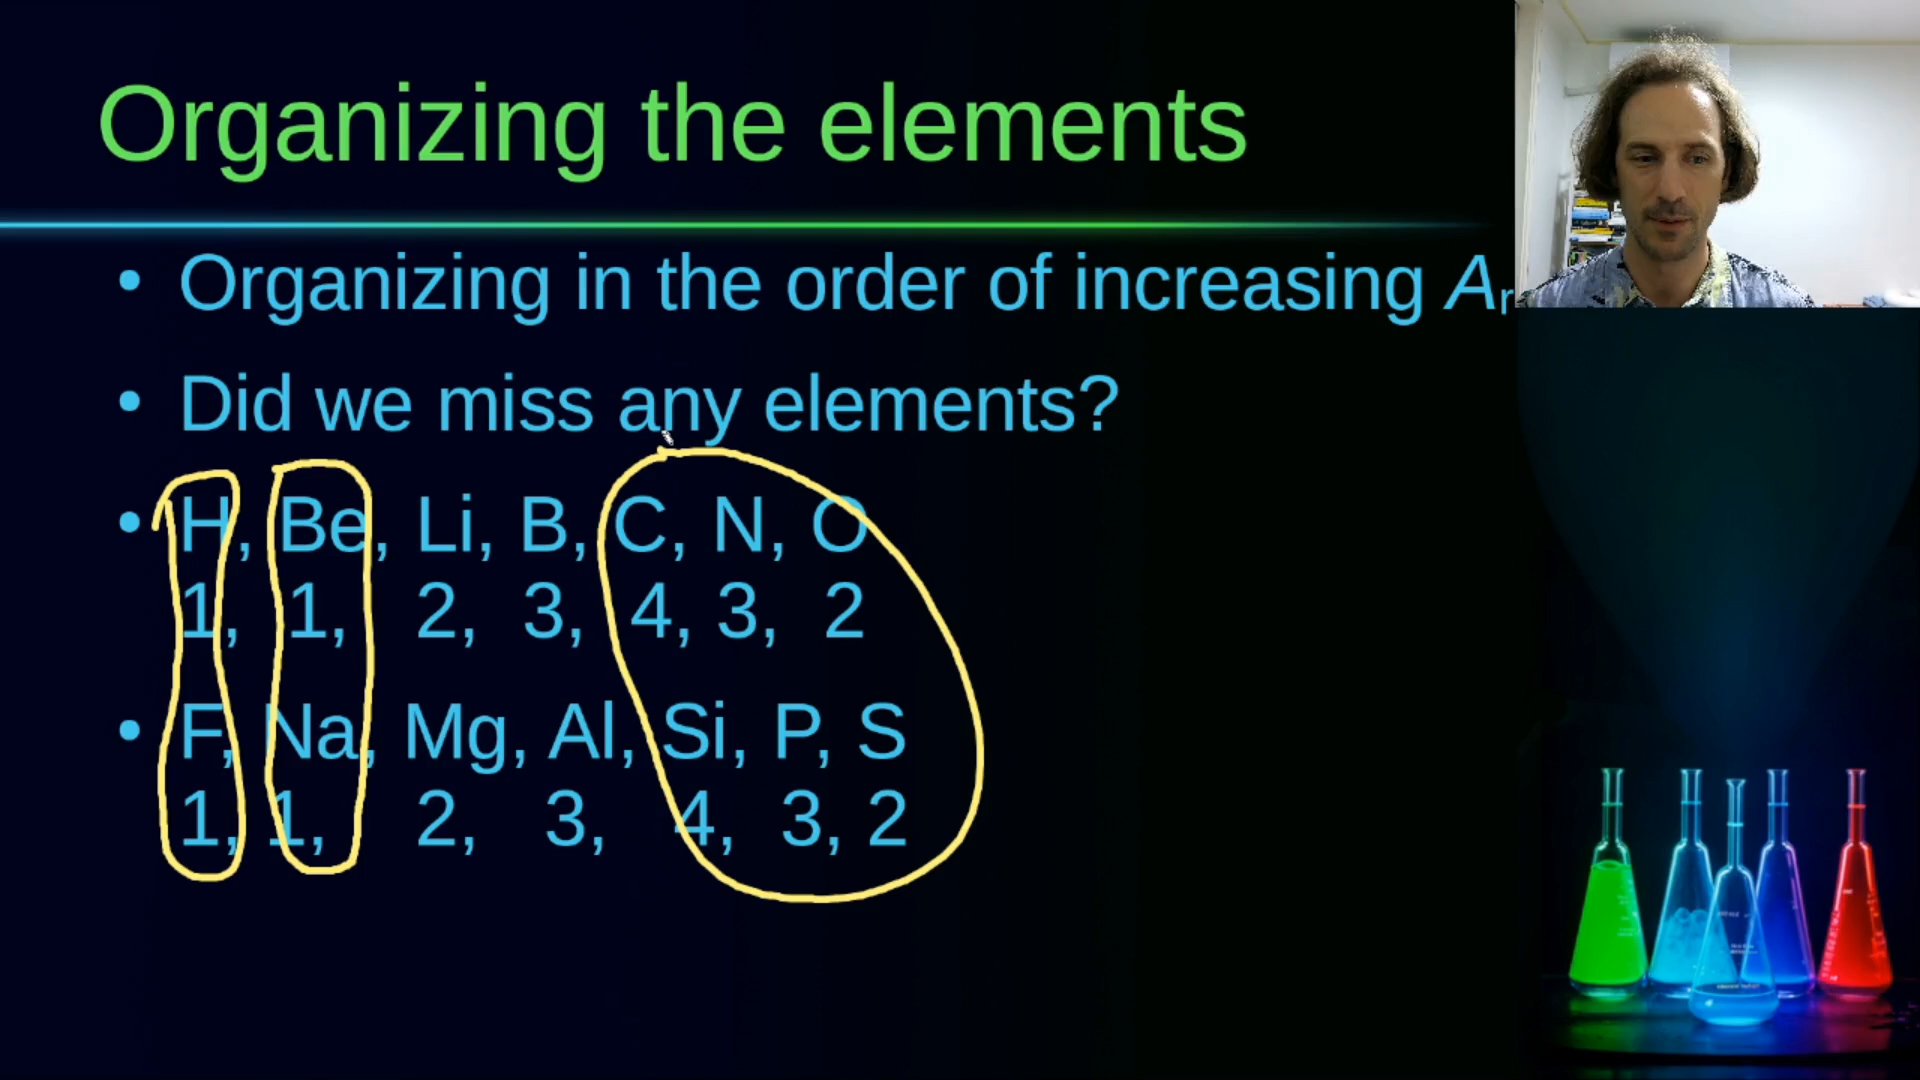 Organizing the elements
• Organizing in the order of increasing Ar
• Did we miss any elements?
• H, Be, Li, B, C, N, O
1, 1, 2, 3, 4, 3, 2
• F, Na, Mg, Al, Si, P, S
1, 1, 2, 3, 4, 3, 2